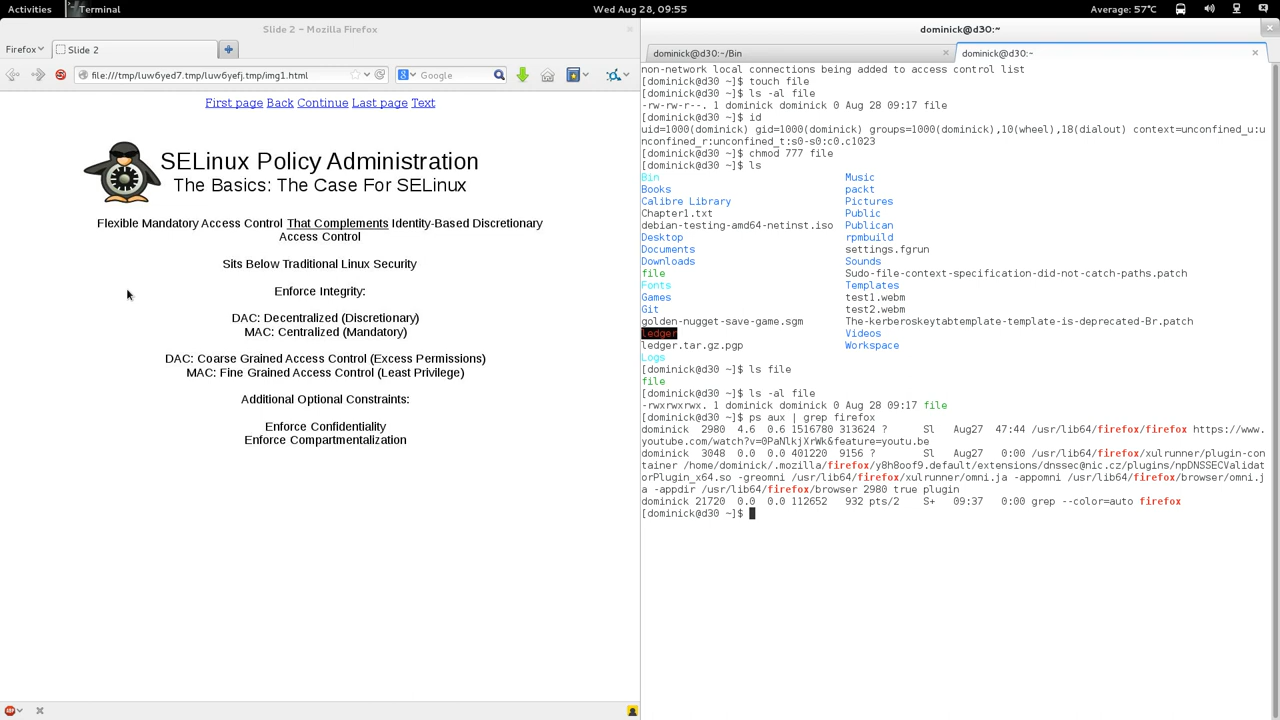 Activities
Terminal
Wed Aug 28, 09:55
Average: 57°C
Slide 2 - Mozilla Firefox
Firefox
Slide 2
file:///tmp/luw6yed7.tmp/luw6yefj.tmp/img1.html
Google
First page Back Continue Last page Text
SELinux Policy Administration
The Basics: The Case For SELinux
Flexible Mandatory Access Control That Complements Identity-Based Discretionary
Access Control
Sits Below Traditional Linux Security
Enforce Integrity:
DAC: Decentralized (Discretionary)
MAC: Centralized (Mandatory)
DAC: Coarse Grained Access Control (Excess Permissions)
MAC: Fine Grained Access Control (Least Privilege)
Additional Optional Constraints:
Enforce Confidentiality
Enforce Compartmentalization
dominick@d30:~
dominick@d30:~/Bin
dominick@d30:~
non-network local connections being added to access control list
[dominick@d30 ~]$ touch file
[dominick@d30 ~]$ ls -al file
-rw-rw-r--. 1 dominick dominick 0 Aug 28 09:17 file
[dominick@d30 ~]$ id
uid=1000(dominick) gid=1000(dominick) groups=1000(dominick),10(wheel),18(dialout) context=unconfined_u:u
nconfined_r:unconfined_t:s0-s0:c0.c1023
[dominick@d30 ~]$ chmod 777 file
[dominick@d30 ~]$ ls
Bin Music
Books packt
Calibre Library Pictures
Chapter1.txt Public
debian-testing-amd64-netinst.iso Publican
Desktop rpmbuild
Documents settings.fgrun
Downloads Sounds
file Sudo-file-context-specification-did-not-catch-paths.patch
Fonts Templates
Games test1.webm
Git test2.webm
golden-nugget-save-game.sgm The-kerberoskeytabtemplate-template-is-deprecated-Br.patch
ledger Videos
ledger.tar.gz.pgp Workspace
Logs
[dominick@d30 ~]$ ls file
file
[dominick@d30 ~]$ ls -al file
-rwxrwxrwx. 1 dominick dominick 0 Aug 28 09:17 file
[dominick@d30 ~]$ ps aux | grep firefox
dominick 2980 4.6 0.6 1516780 313624 ? Sl Aug27 47:44 /usr/lib64/firefox/firefox https://www.
youtube.com/watch?v=0PaNlkjXrWk&feature=youtu.be
dominick 3048 0.0 0.0 401220 9156 ? Sl Aug27 0:00 /usr/lib64/firefox/xulrunner/plugin-con
tainer /home/dominick/.mozilla/firefox/y8h8oof9.default/extensions/dnssec@nic.cz/plugins/npDNSSECValidat
orPlugin_x64.so -greomni /usr/lib64/firefox/xulrunner/omni.ja -appomni /usr/lib64/firefox/browser/omni.j
a -appdir /usr/lib64/firefox/browser 2980 true plugin
dominick 21720 0.0 0.0 112652 932 pts/2 S+ 09:37 0:00 grep --color=auto firefox
[dominick@d30 ~]$